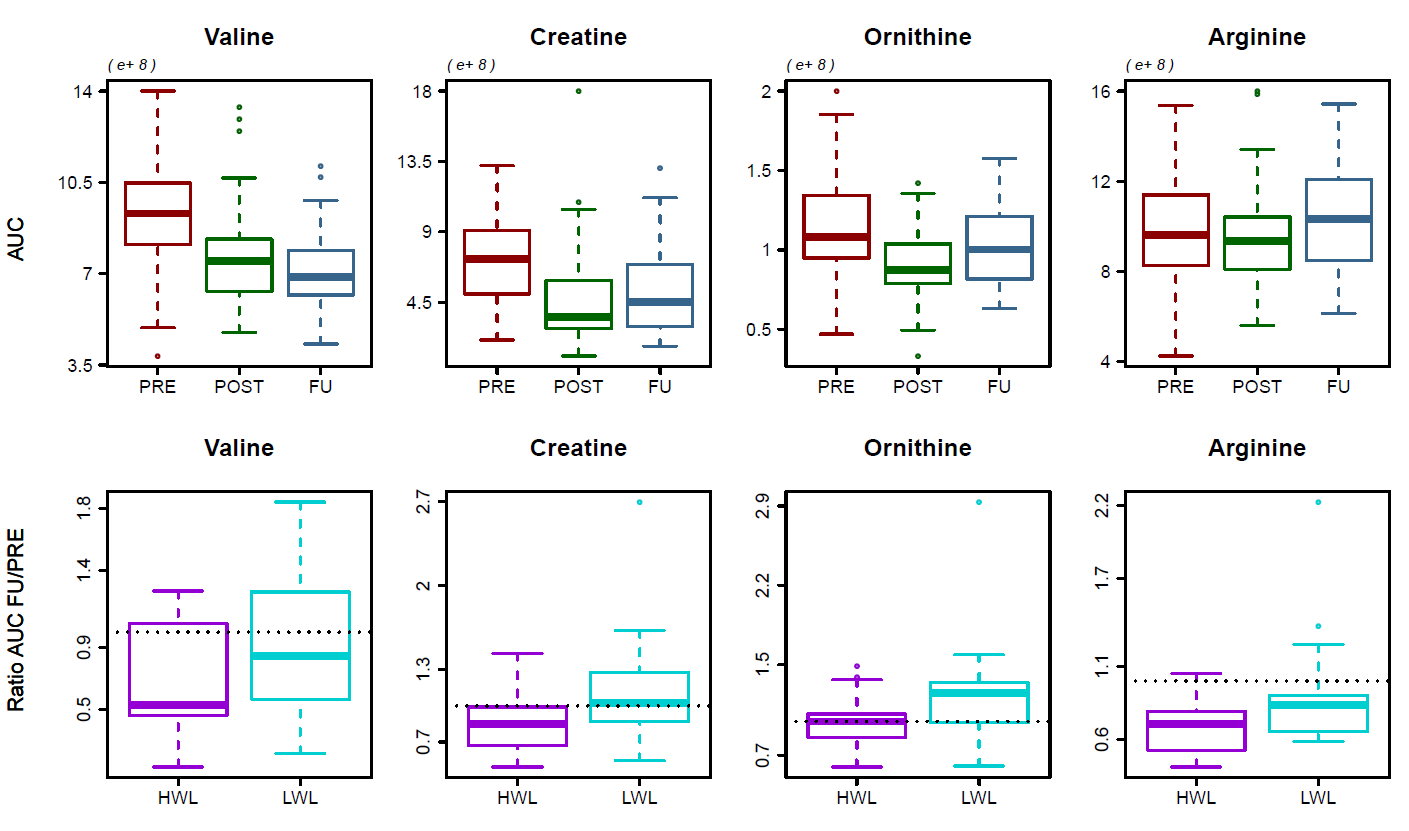 Valine
Creatine
Ornithine
Arginine
( e+ 8 )
( e+ 8 )
( e+ 8 )
( e+ 8 )
AUC
14
10.5
7
3.5
PRE
POST
FU
18
13.5
9
4.5
PRE
POST
FU
2
1.5
1
0.5
PRE
POST
FU
16
12
8
4
PRE
POST
FU
Valine
Creatine
Ornithine
Arginine
Ratio AUC FU/PRE
1.8
1.4
0.9
0.5
HWL
LWL
2.7
2
1.3
0.7
HWL
LWL
2.9
2.2
1.5
0.7
HWL
LWL
2.2
1.7
1.1
0.6
HWL
LWL